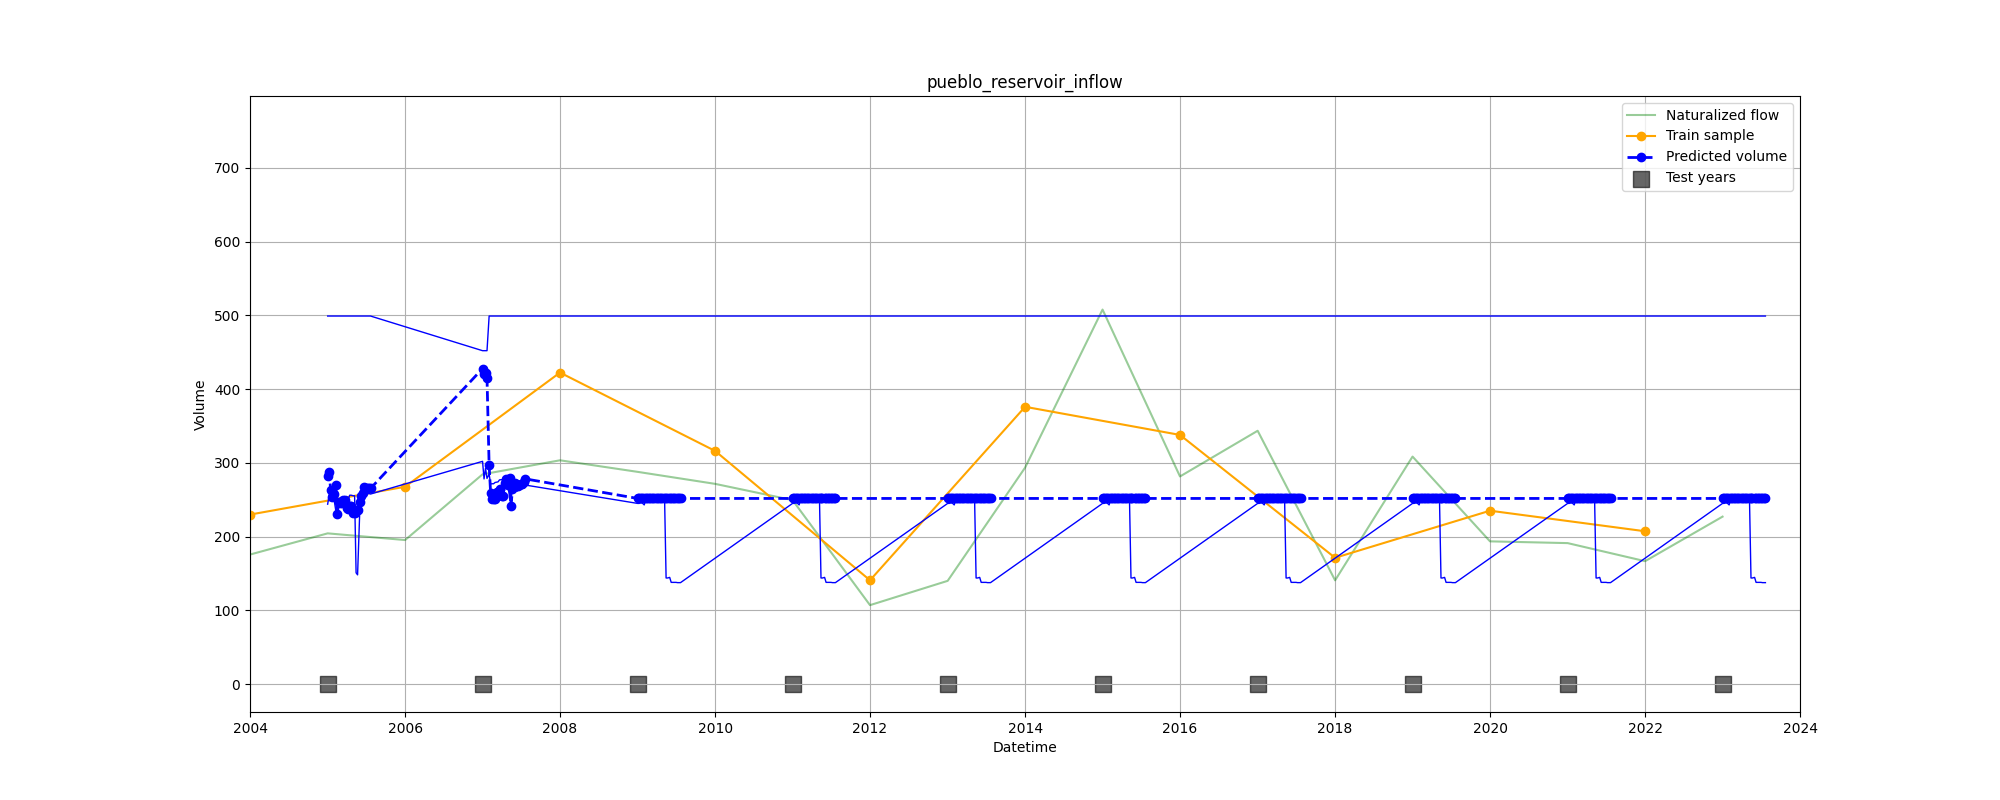 pueblo_reservoir_inflow
Naturalized flow
Train sample
Predicted volume
Test years
700
600
500
400
300
200
100
0
Volume
2004 2006 2008 2010 2012 2014 2016 2018 2020 2022 2024
Datetime